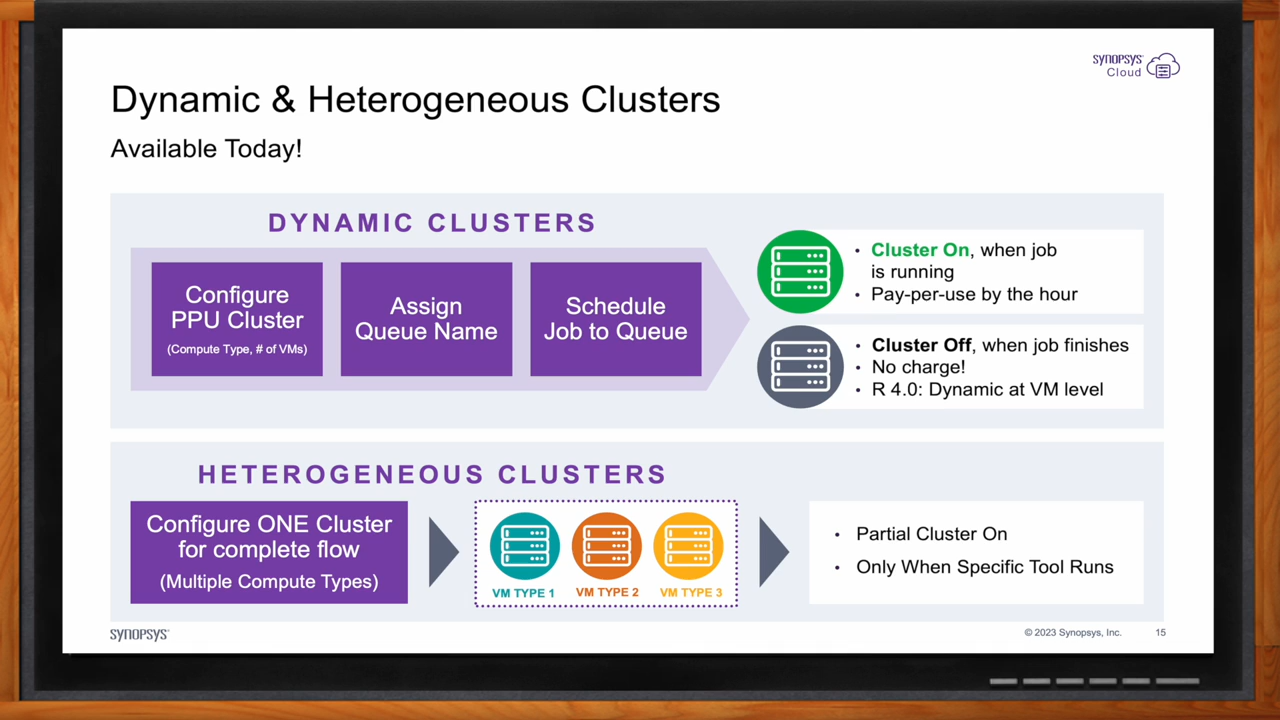 SYNOPSYS
Cloud
Dynamic & Heterogeneous Clusters
Available Today!
DYNAMIC CLUSTERS
Configure
PPU Cluster
(Compute Type, # of VMs)
Assign
Queue Name
Schedule
Job to Queue
• Cluster On, when job
is running
• Pay-per-use by the hour
• Cluster Off, when job finishes
• No charge!
• R 4.0: Dynamic at VM level
HETEROGENEOUS CLUSTERS
Configure ONE Cluster
for complete flow
(Multiple Compute Types)
VM TYPE 1
VM TYPE 2
VM TYPE 3
• Partial Cluster On
• Only When Specific Tool Runs
SYNOPSYS
© 2023 Synopsys, Inc.
15